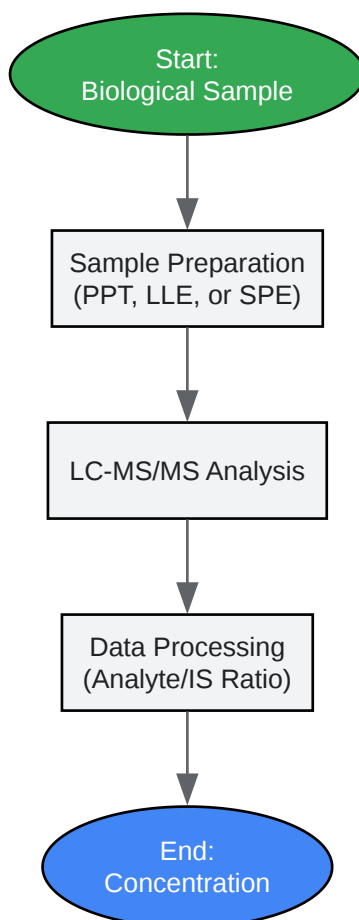 Start:
Biological Sample
Sample Preparation
(PPT, LLE, or SPE)
LC-MS/MS Analysis
Data Processing
(Analyte/IS Ratio)
End:
Concentration